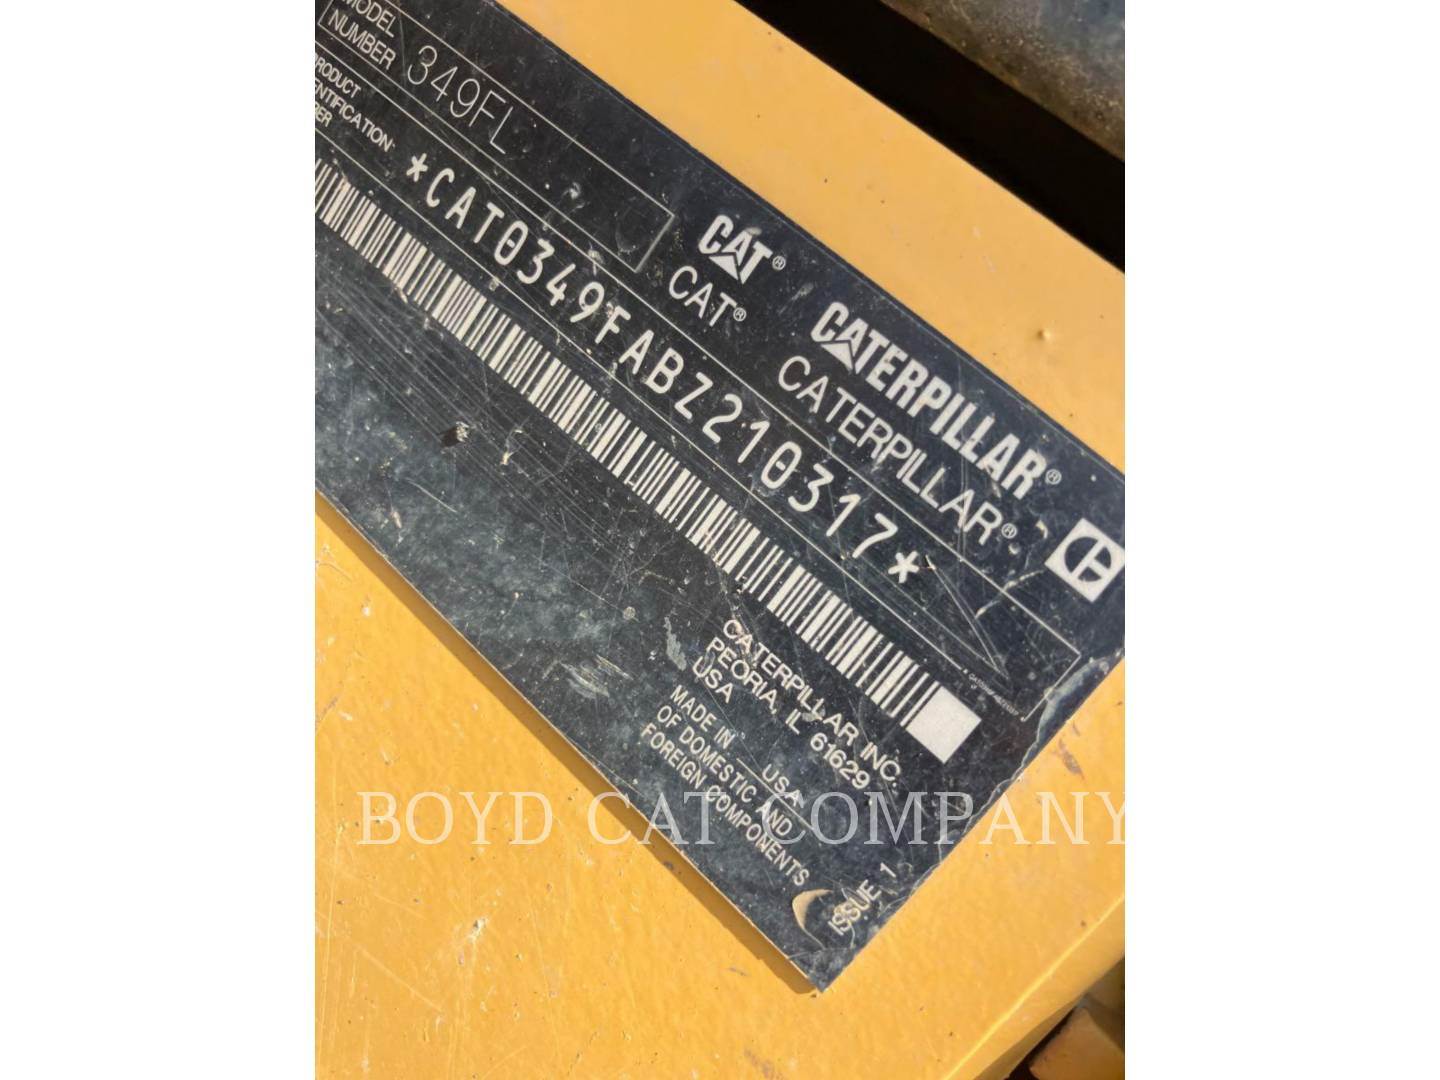 MODEL
NUMBER 349FL
PRODUCT
IDENTIFICATION
*CAT0349FABZ210317*
CAT® CATERPILLAR®
CAT® CATERPILLAR®
CATERPILLAR INC.
PEORIA, IL 61629
USA
MADE IN USA
OF DOMESTIC AND
FOREIGN COMPONENTS
ISSUE 1
BOYD CAT COMPANY